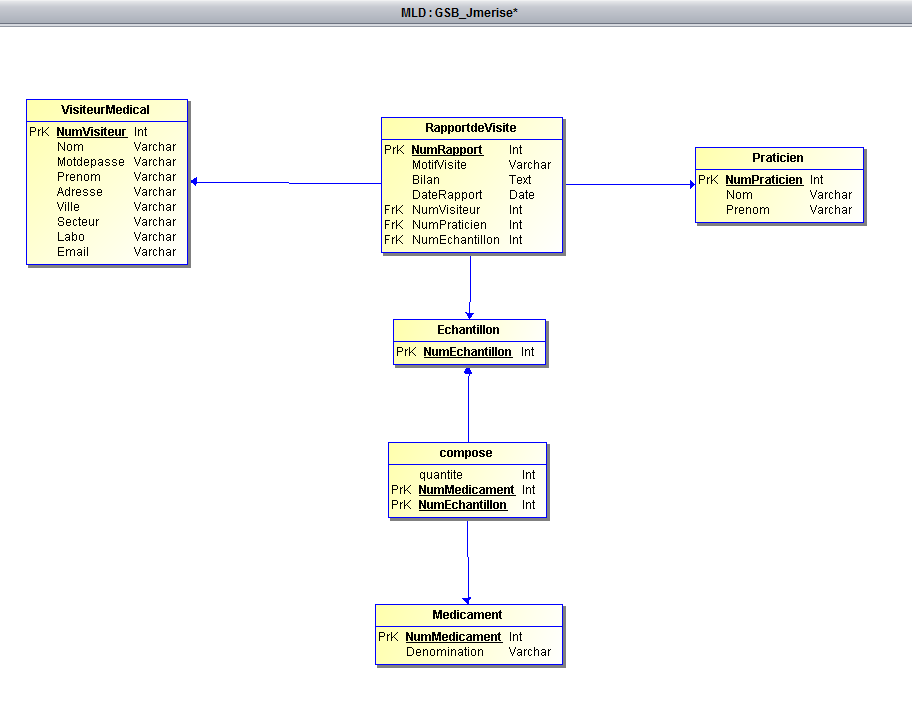 MLD : GSB_Jmerise*
VisiteurMedical
PrK NumVisiteur Int
Nom Varchar
Motdepasse Varchar
Prenom Varchar
Adresse Varchar
Ville Varchar
Secteur Varchar
Labo Varchar
Email Varchar
RapportdeVisite
PrK NumRapport Int
MotifVisite Varchar
Bilan Text
DateRapport Date
FrK NumVisiteur Int
FrK NumPraticien Int
FrK NumEchantillon Int
Praticien
PrK NumPraticien Int
Nom Varchar
Prenom Varchar
Echantillon
PrK NumEchantillon Int
compose
quantite Int
PrK NumMedicament Int
PrK NumEchantillon Int
Medicament
PrK NumMedicament Int
Denomination Varchar